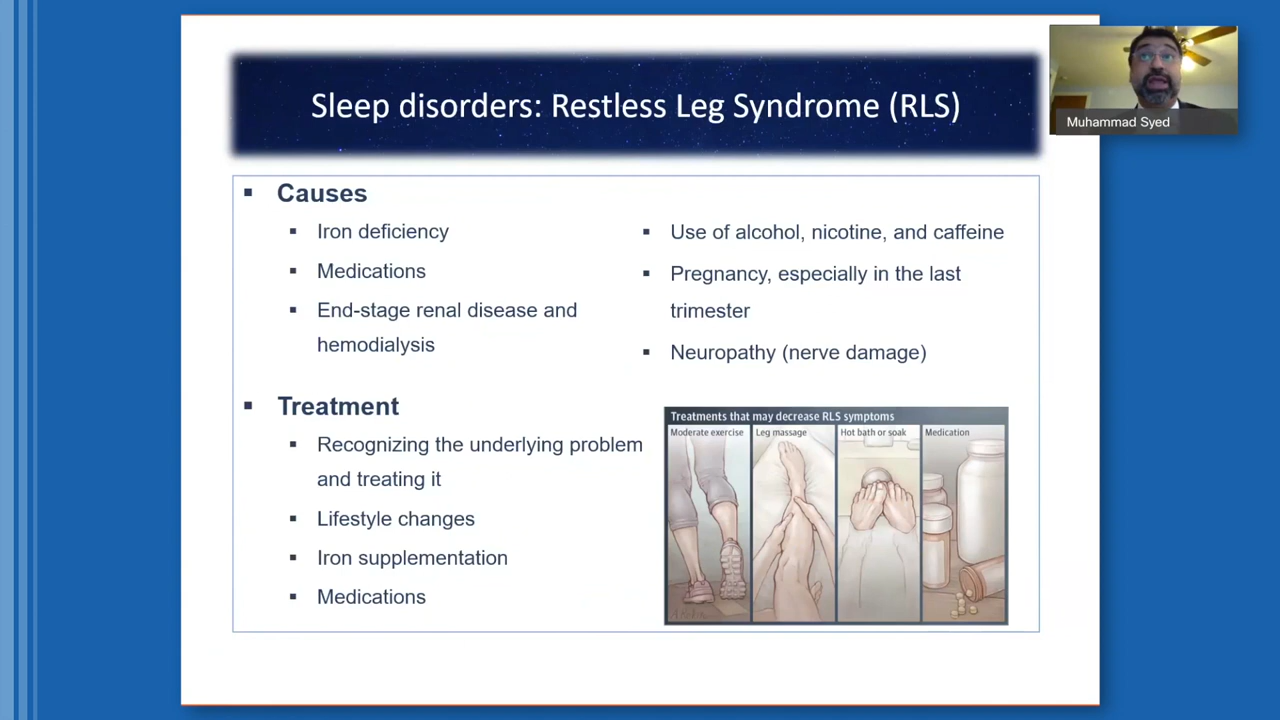 Sleep disorders: Restless Leg Syndrome (RLS)
Muhammad Syed
Causes
Iron deficiency
Medications
End-stage renal disease and
hemodialysis
Use of alcohol, nicotine, and caffeine
Pregnancy, especially in the last
trimester
Neuropathy (nerve damage)
Treatment
Recognizing the underlying problem
and treating it
Lifestyle changes
Iron supplementation
Medications
Treatments that may decrease RLS symptoms
Moderate exercise
Leg massage
Hot bath or soak
Medication